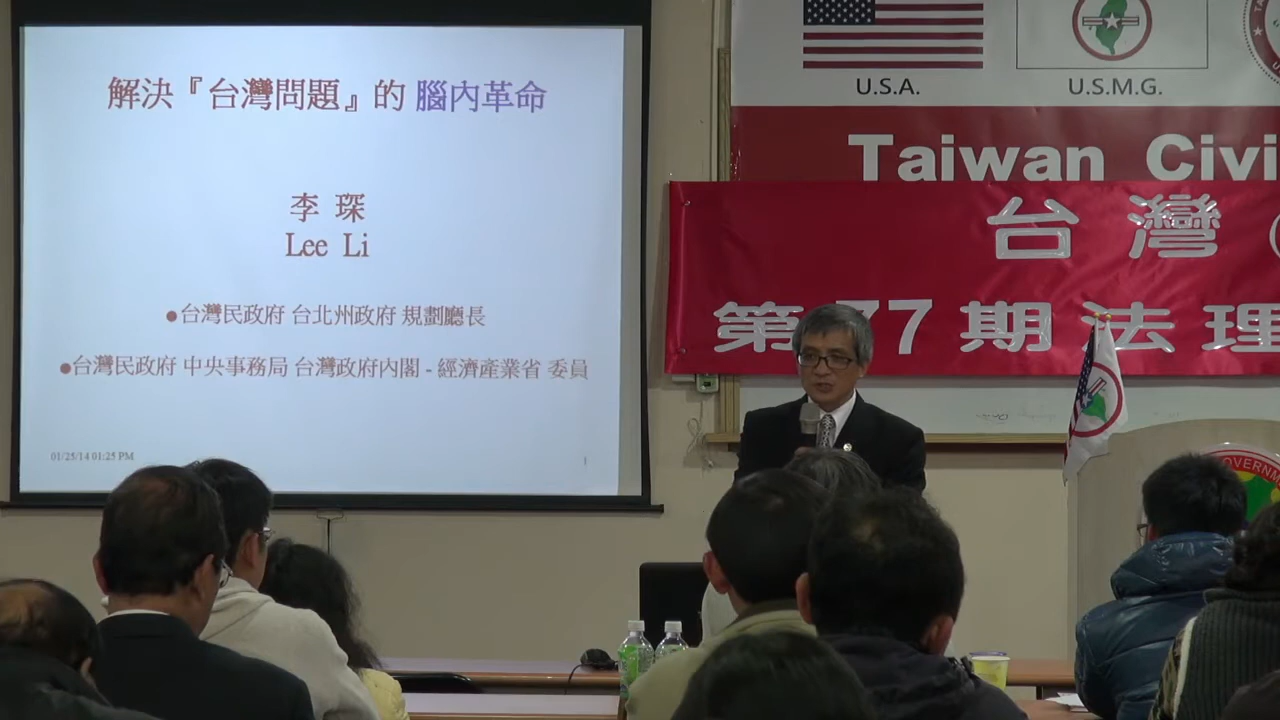 解決『台灣問題』的 腦內革命
李 琛
Lee Li
●台灣民政府 台北州政府 規劃廳長
●台灣民政府 中央事務局 台灣政府內閣 - 經濟產業省 委員
01/25/14 01:25 PM
1
U.S.A.
U.S.M.G.
Taiwan Civi
台灣
第 77 期 法 理
GOVERNM